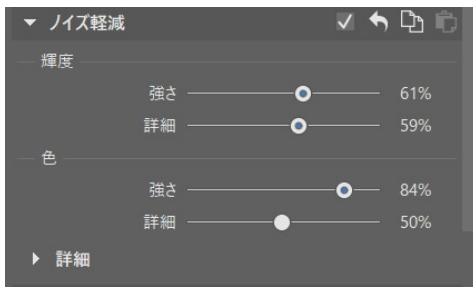 ノイズ軽減
輝度
強さ 61%
詳細 59%
色
強さ 84%
詳細 50%
詳細